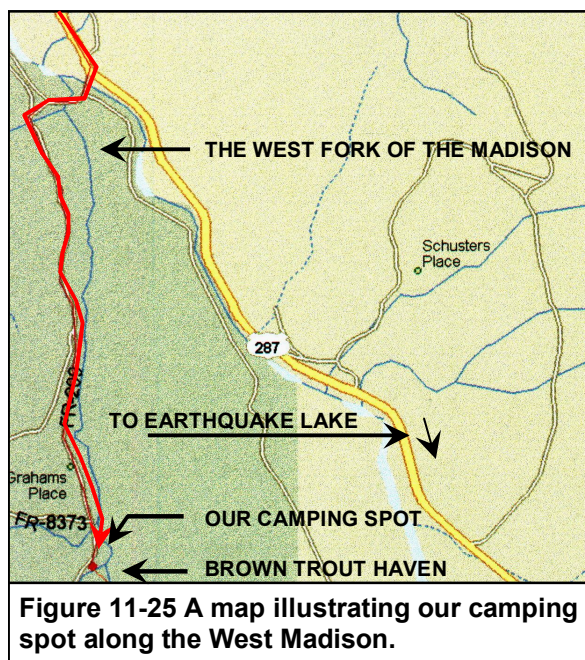 THE WEST FORK OF THE MADISON
Schusters
Place
287
TO EARTHQUAKE LAKE
Grahams
Place
FR-8373
OUR CAMPING SPOT
BROWN TROUT HAVEN
Figure 11-25 A map illustrating our camping
spot along the West Madison.